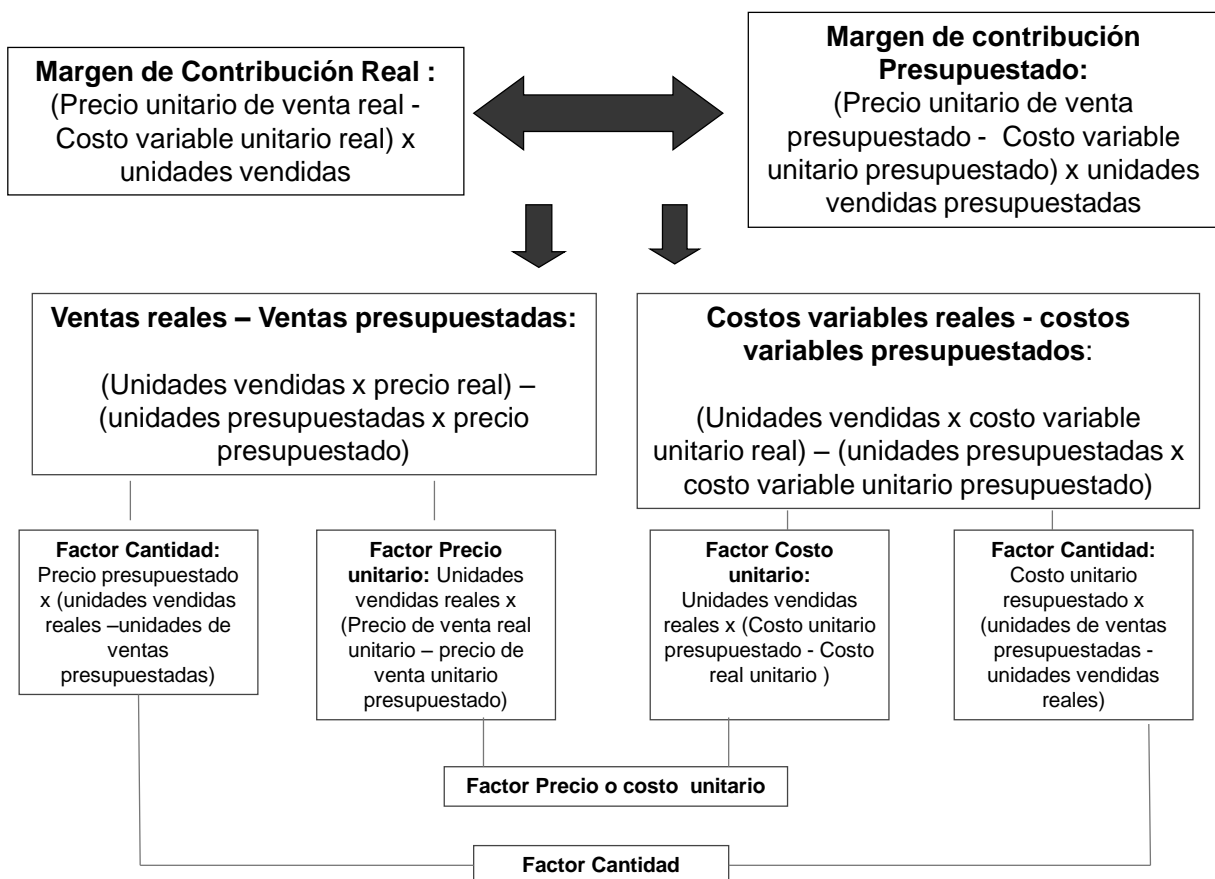 Margen de Contribución Real :
(Precio unitario de venta real -
Costo variable unitario real) x
unidades vendidas
Margen de contribución
Presupuestado:
(Precio unitario de venta
presupuestado -  Costo variable
unitario presupuestado) x unidades
vendidas presupuestadas
Ventas reales – Ventas presupuestadas:
(Unidades vendidas x precio real) –
(unidades presupuestadas x precio
presupuestado)
Costos variables reales - costos
variables presupuestados:
(Unidades vendidas x costo variable
unitario real) – (unidades presupuestadas x
costo variable unitario presupuestado)
Factor Cantidad:
Precio presupuestado
x (unidades vendidas
reales –unidades de
ventas
presupuestadas)
Factor Precio
unitario: Unidades
vendidas reales x
(Precio de venta real
unitario – precio de
venta unitario
presupuestado)
Factor Costo
unitario:
Unidades vendidas
reales x (Costo unitario
presupuestado - Costo
real unitario )
Factor Cantidad:
Costo unitario
resupuestado x
(unidades de ventas
presupuestadas -
unidades vendidas
reales)
Factor Precio o costo  unitario
Factor Cantidad